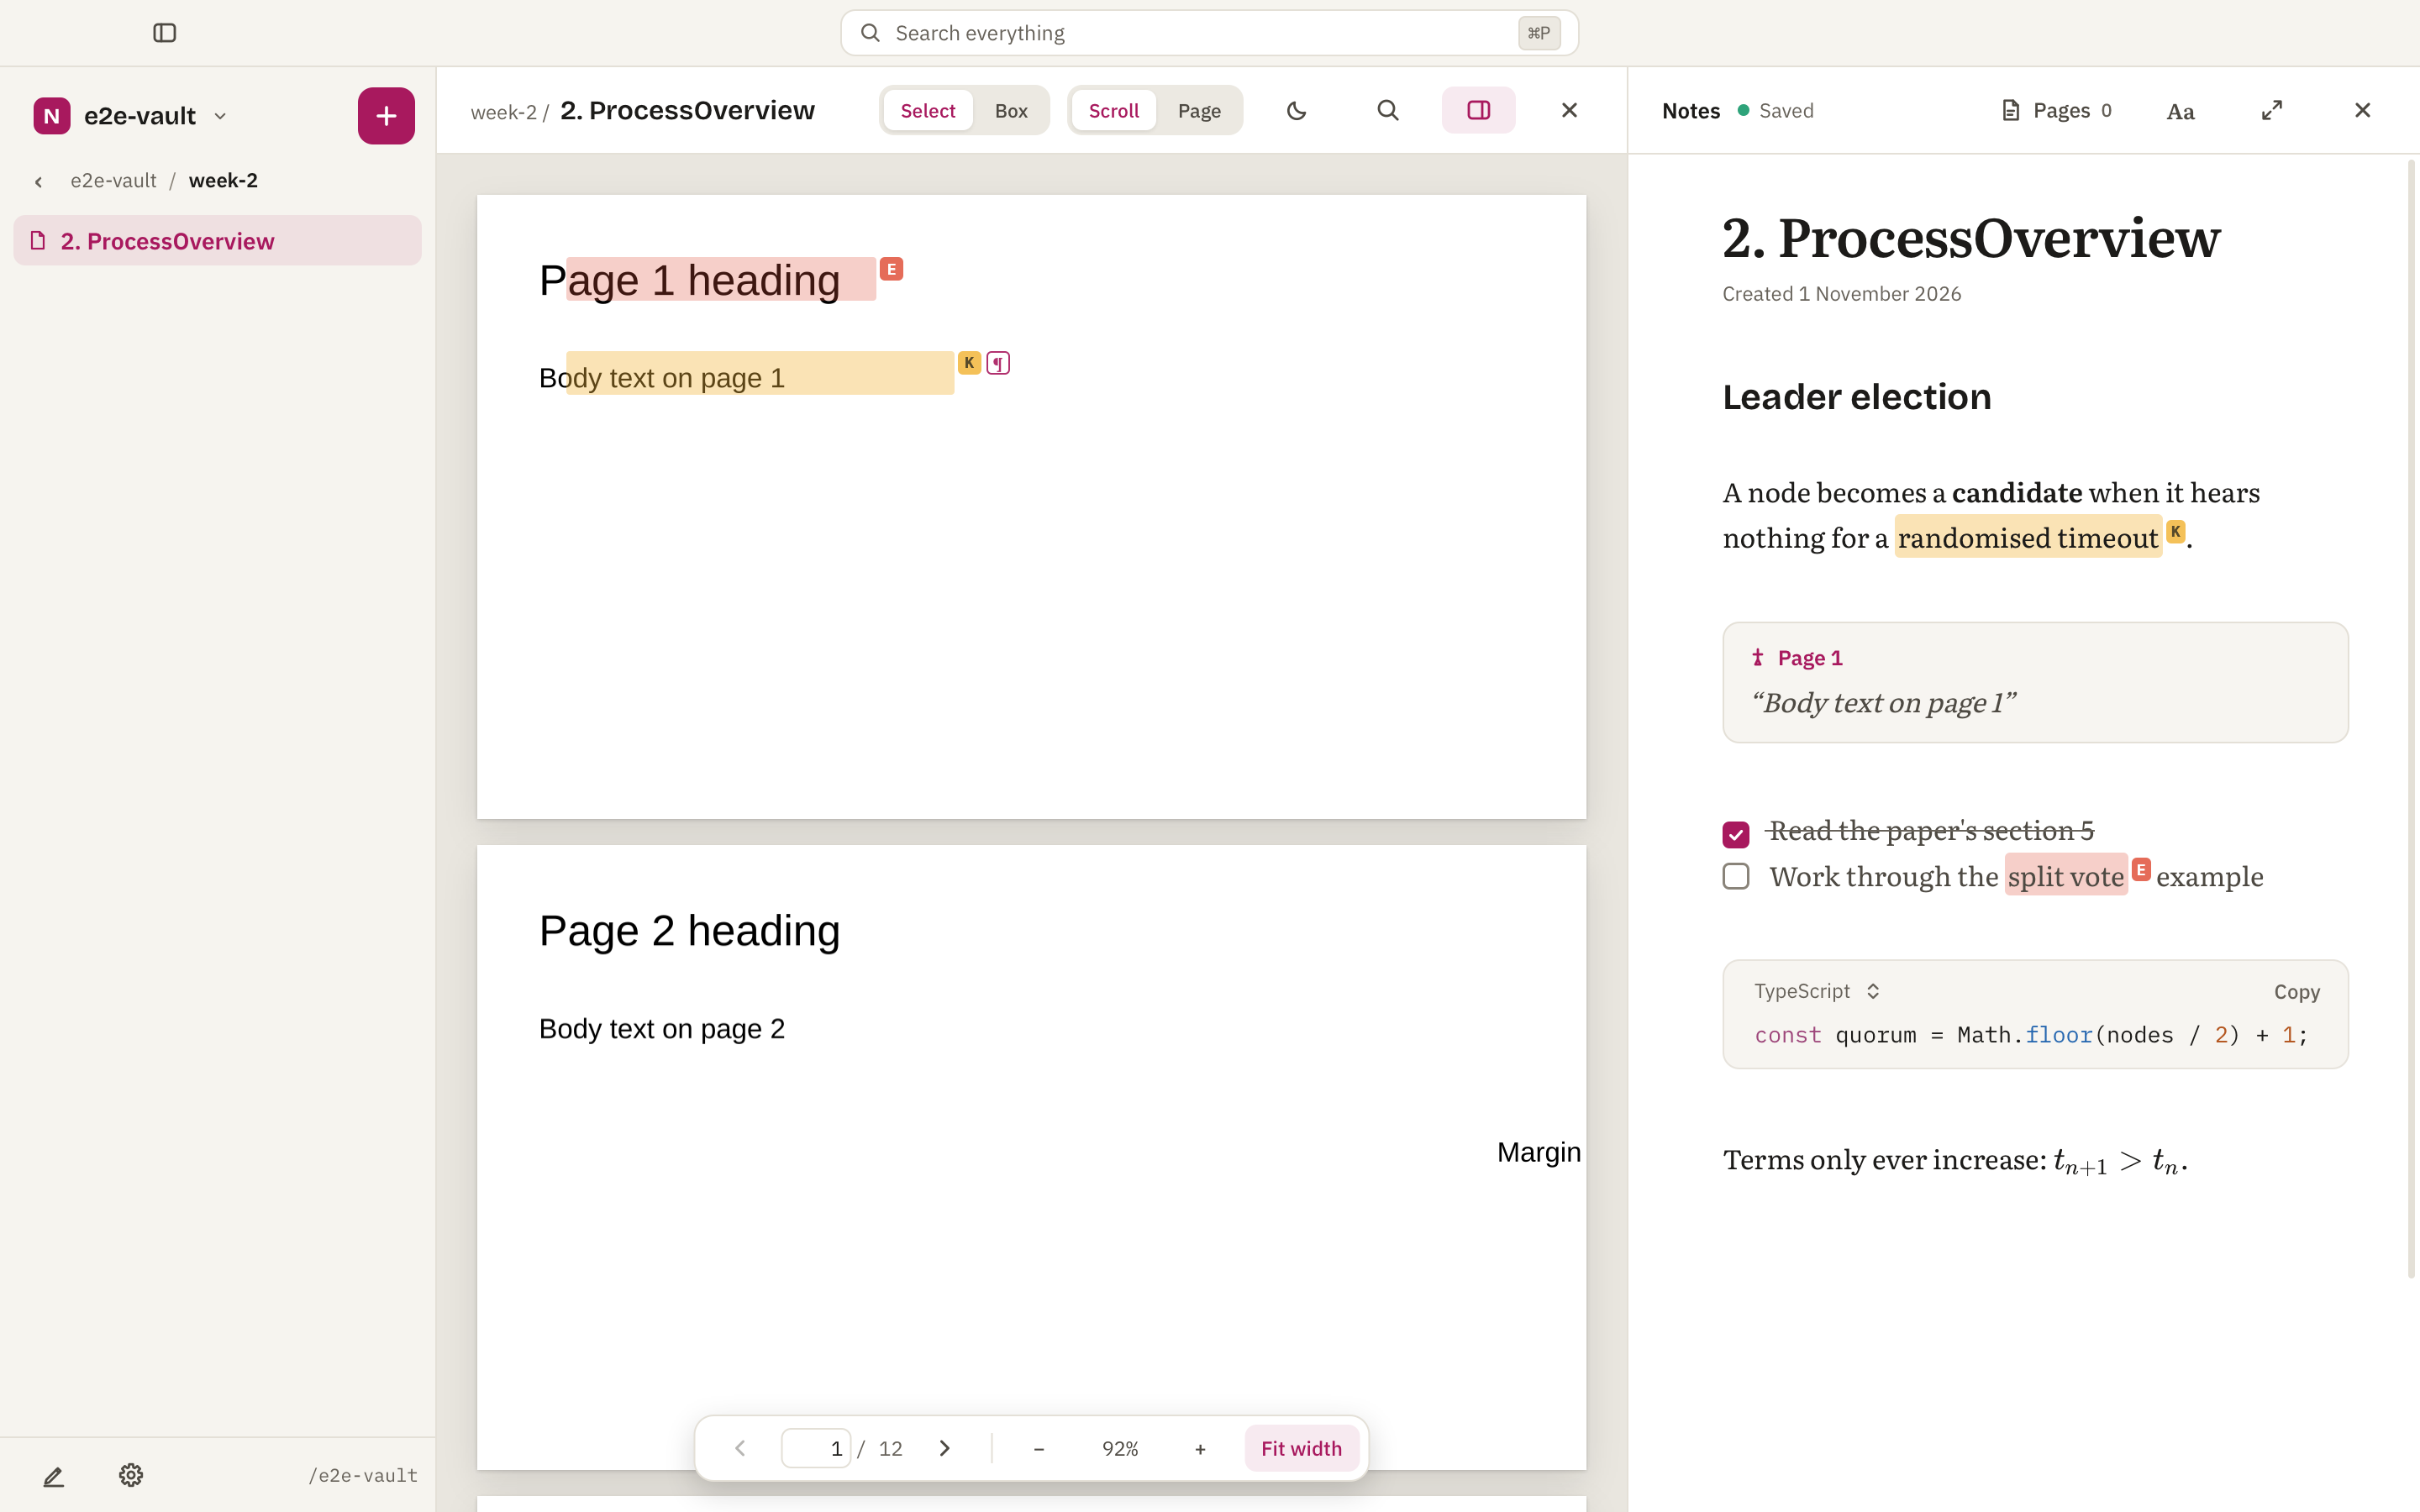 Search everything
⌘P
N e2e-vault
+
e2e-vault / week-2
2. ProcessOverview
/e2e-vault
week-2 / 2. ProcessOverview
Select Box
Scroll Page
Page 1 heading E
Body text on page 1 K ¶
Page 2 heading
Body text on page 2
Margin
1 / 12
− 92% + Fit width
Notes Saved
Pages 0
Aa
2. ProcessOverview
Created 1 November 2026
Leader election
A node becomes a candidate when it hears
nothing for a randomised timeout K.
Page 1
“Body text on page 1”
Read the paper's section 5
Work through the split vote E example
TypeScript
Copy
const quorum = Math.floor(nodes / 2) + 1;
Terms only ever increase: tₙ₊₁ > tₙ.